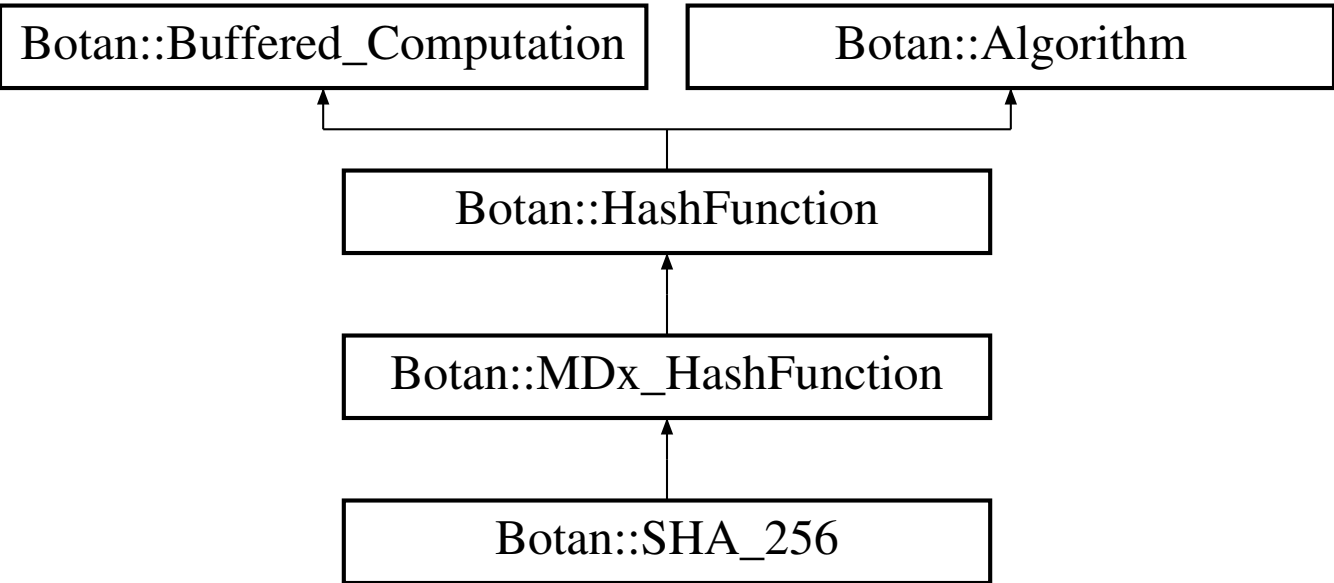 Botan::Buffered_Computation
Botan::Algorithm
Botan::HashFunction
Botan::MDx_HashFunction
Botan::SHA_256